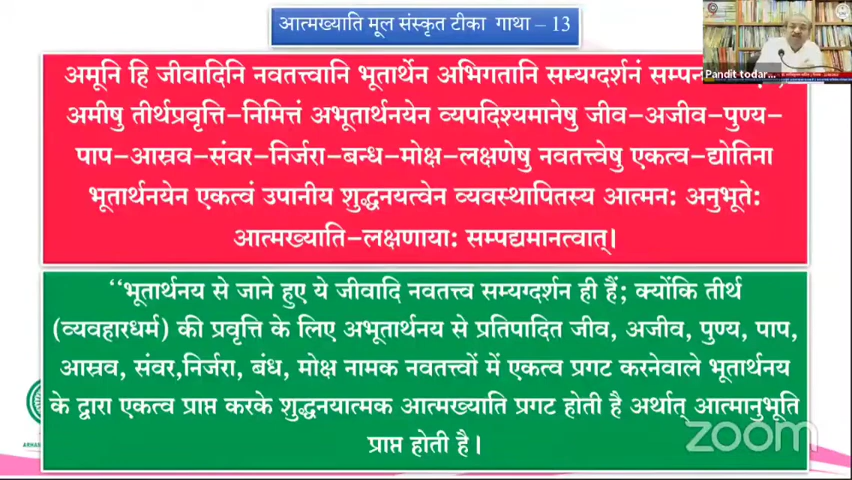 आत्मख्याति मूल संस्कृत टीका गाथा – 13
अमूनि हि जीवादिनि नवतत्त्वानि भूतार्थेन अभिगतानि सम्यग्दर्शनं
Pandit todar...
अमीषु तीर्थप्रवृत्ति-निमित्तं अभूतार्थनयेन व्यपदिश्यमानेषु जीव-अजीव-पुण्य-
पाप-आस्रव-संवर-निर्जरा-बन्ध-मोक्ष-लक्षणेषु नवतत्त्वेषु एकत्व-द्योतिना
भूतार्थनयेन एकत्वं उपानीय शुद्धनयत्वेन व्यवस्थापितस्य आत्मन: अनुभूते:
आत्मख्याति-लक्षणाया: सम्पद्यमानत्वात्।
“भूतार्थनय से जाने हुए ये जीवादि नवतत्त्व सम्यग्दर्शन ही हैं; क्योंकि तीर्थ
(व्यवहारधर्म) की प्रवृत्ति के लिए अभूतार्थनय से प्रतिपादित जीव, अजीव, पुण्य, पाप,
आस्रव, संवर,निर्जरा, बंध, मोक्ष नामक नवतत्त्वों में एकत्व प्रगट करनेवाले भूतार्थनय
के द्वारा एकत्व प्राप्त करके शुद्धनयात्मक आत्मख्याति प्रगट होती है अर्थात् आत्मानुभूति
प्राप्त होती है।
zoom